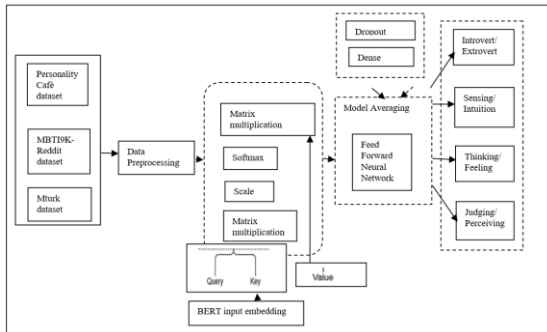 Personality
Café
dataset
MBTI9K-
Reddit
dataset
Mturk
dataset
Data
Preprocessing
Matrix
multiplication
Softmax
Scale
Matrix
multiplication
Query
Key
Value
BERT input embedding
Dropout
Dense
Model Averaging
Feed
Forward
Neural
Network
Introvert/
Extrovert
Sensing/
Intuition
Thinking/
Feeling
Judging/
Perceiving